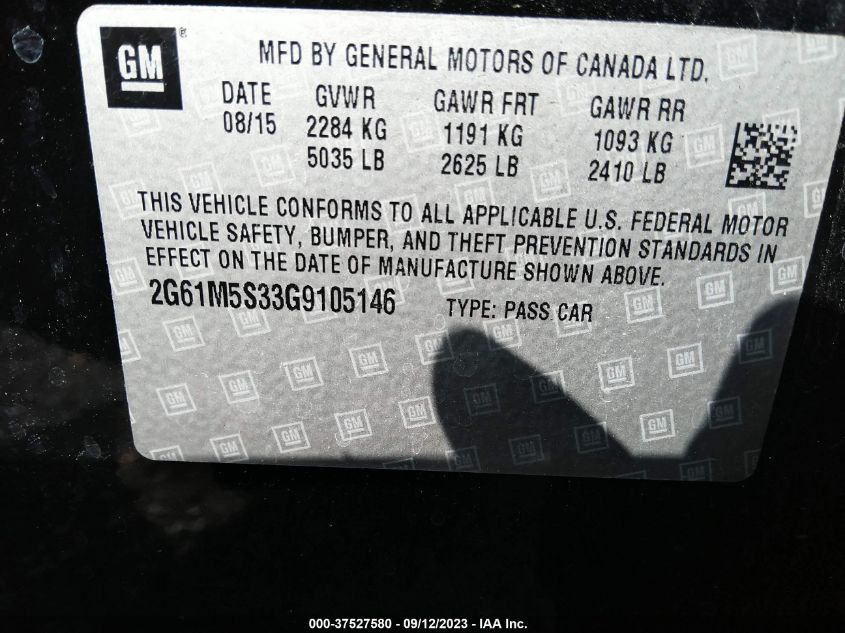 GM®
MFD BY GENERAL MOTORS OF CANADA LTD.
DATE GVWR GAWR FRT GAWR RR
08/15 2284 KG 1191 KG 1093 KG
5035 LB 2625 LB 2410 LB
THIS VEHICLE CONFORMS TO ALL APPLICABLE U.S. FEDERAL MOTOR
VEHICLE SAFETY, BUMPER, AND THEFT PREVENTION STANDARDS IN
EFFECT ON THE DATE OF MANUFACTURE SHOWN ABOVE.
2G61M5S33G9105146 TYPE: PASS CAR
000-37527580 - 09/12/2023 - IAA Inc.